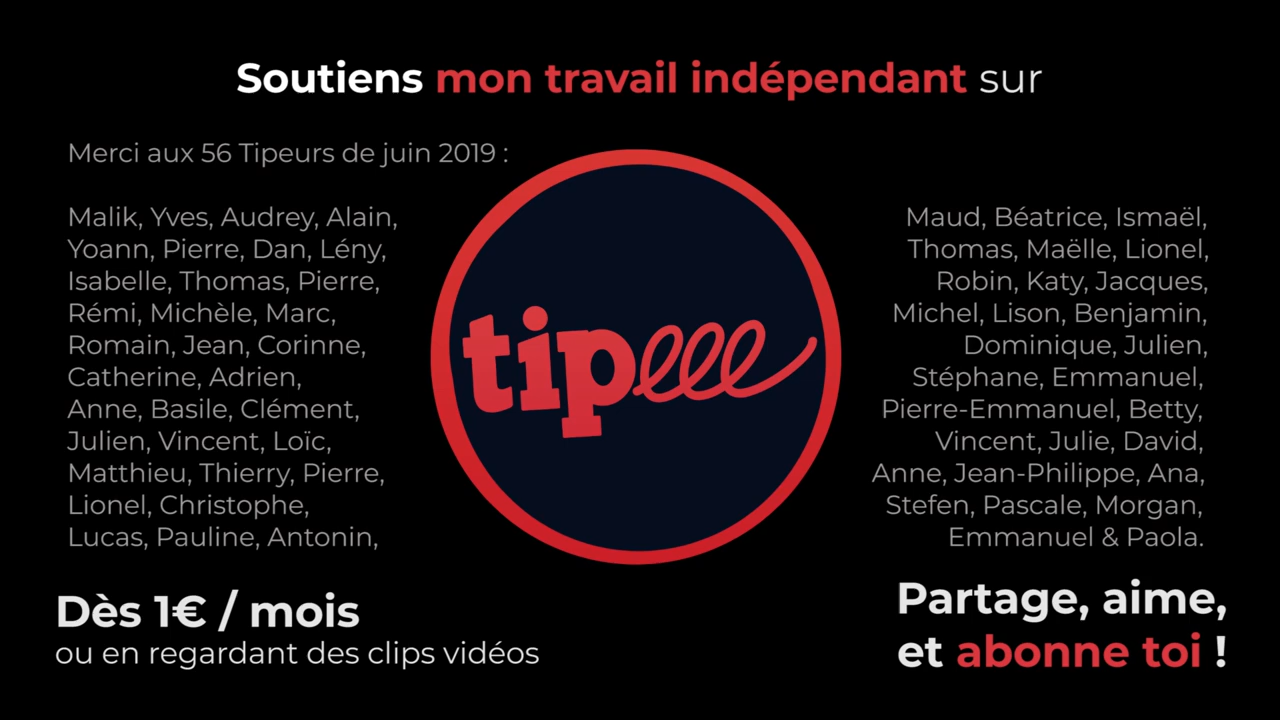 Soutiens mon travail indépendant sur
Merci aux 56 Tipeurs de juin 2019 :
Malik, Yves, Audrey, Alain,
Yoann, Pierre, Dan, Lény,
Isabelle, Thomas, Pierre,
Rémi, Michèle, Marc,
Romain, Jean, Corinne,
Catherine, Adrien,
Anne, Basile, Clément,
Julien, Vincent, Loïc,
Matthieu, Thierry, Pierre,
Lionel, Christophe,
Lucas, Pauline, Antonin,
tipeee
Maud, Béatrice, Ismaël,
Thomas, Maëlle, Lionel,
Robin, Katy, Jacques,
Michel, Lison, Benjamin,
Dominique, Julien,
Stéphane, Emmanuel,
Pierre-Emmanuel, Betty,
Vincent, Julie, David,
Anne, Jean-Philippe, Ana,
Stefen, Pascale, Morgan,
Emmanuel & Paola.
Dès 1€ / mois
ou en regardant des clips vidéos
Partage, aime,
et abonne toi !